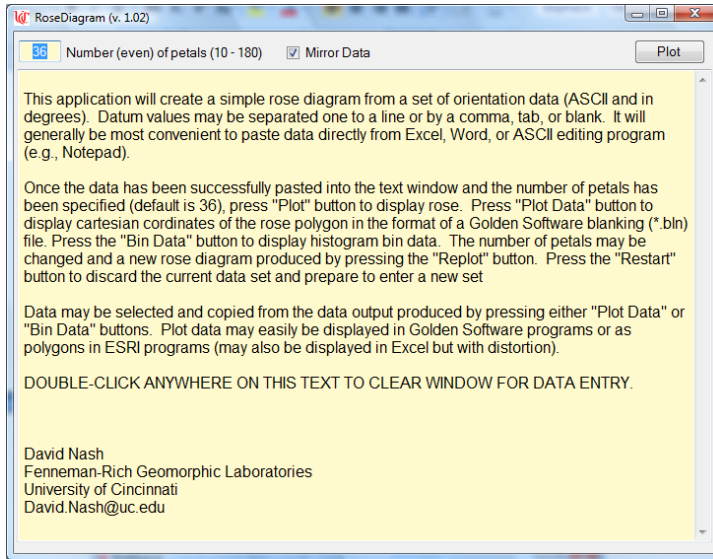 RoseDiagram (v. 1.02)
36 Number (even) of petals (10 - 180) Mirror Data Plot
This application will create a simple rose diagram from a set of orientation data (ASCII and in
degrees). Datum values may be separated one to a line or by a comma, tab, or blank. It will
generally be most convenient to paste data directly from Excel, Word, or ASCII editing program
(e.g., Notepad).
Once the data has been successfully pasted into the text window and the number of petals has
been specified (default is 36), press "Plot" button to display rose. Press "Plot Data" button to
display cartesian cordinates of the rose polygon in the format of a Golden Software blanking (*.bln)
file. Press the "Bin Data" button to display histogram bin data. The number of petals may be
changed and a new rose diagram produced by pressing the "Replot" button. Press the "Restart"
button to discard the current data set and prepare to enter a new set
Data may be selected and copied from the data output produced by pressing either "Plot Data" or
"Bin Data" buttons. Plot data may easily be displayed in Golden Software programs or as
polygons in ESRI programs (may also be displayed in Excel but with distortion).
DOUBLE-CLICK ANYWHERE ON THIS TEXT TO CLEAR WINDOW FOR DATA ENTRY.
David Nash
Fenneman-Rich Geomorphic Laboratories
University of Cincinnati
David.Nash@uc.edu